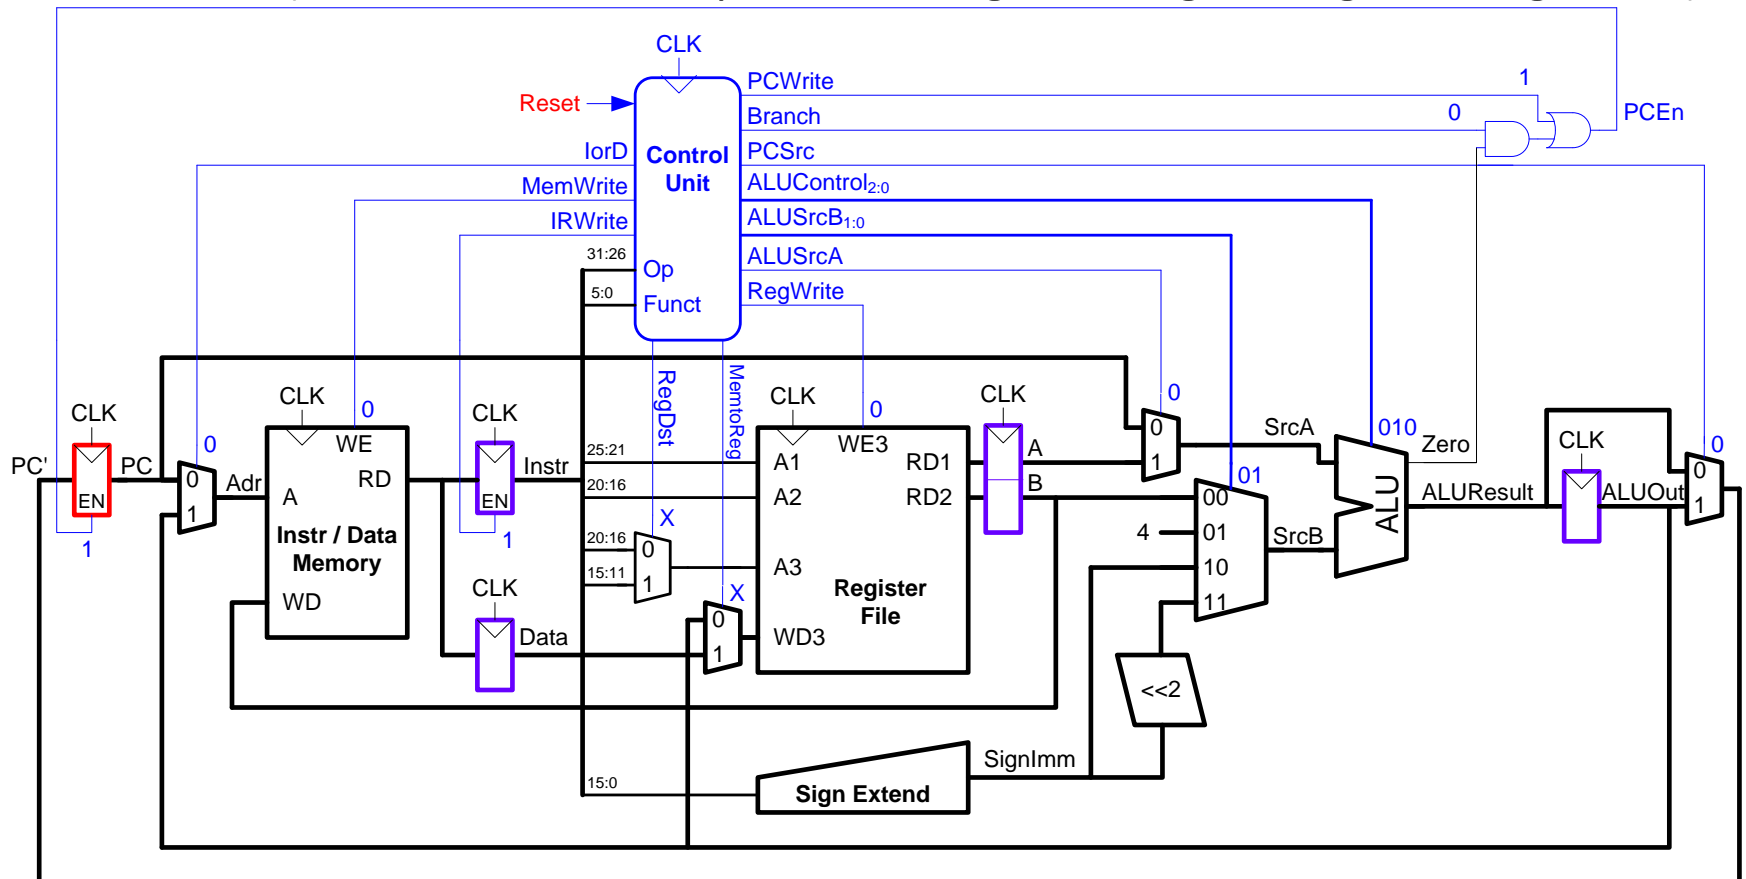 CLK
PCWrite
1
Reset
Branch
0
PCEn
IorD
Control
Unit
PCSrc
MemWrite
ALUControl2:0
IRWrite
ALUSrcB1:0
31:26
Op
ALUSrcA
5:0
Funct
RegWrite
RegDst
MemtoReg
CLK
CLK
CLK
CLK
CLK
CLK
0
0
0
0
010
0
PC'
PC
EN
1
0
1
Adr
WE
A
RD
Instr / Data
Memory
WD
EN
1
Instr
CLK
Data
25:21
20:16
20:16
15:11
X
0
1
X
0
1
A1
A2
A3
WD3
WE3
RD1
RD2
Register
File
A
B
0
1
SrcA
01
00
4
01
10
11
SrcB
ALU
Zero
ALUResult
CLK
ALUOut
0
1
<<2
SignImm
15:0
Sign Extend